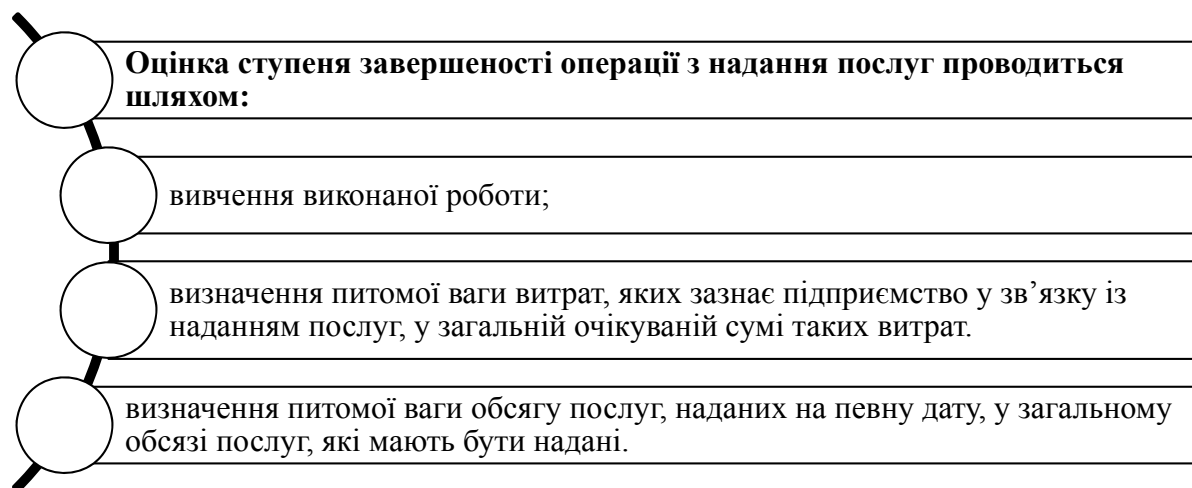 Оцінка ступеня завершеності операції з надання послуг проводиться
шляхом:
вивчення виконаної роботи;
визначення питомої ваги витрат, яких зазнає підприємство у зв’язку із
наданням послуг, у загальній очікуваній сумі таких витрат.
визначення питомої ваги обсягу послуг, наданих на певну дату, у загальному
обсязі послуг, які мають бути надані.